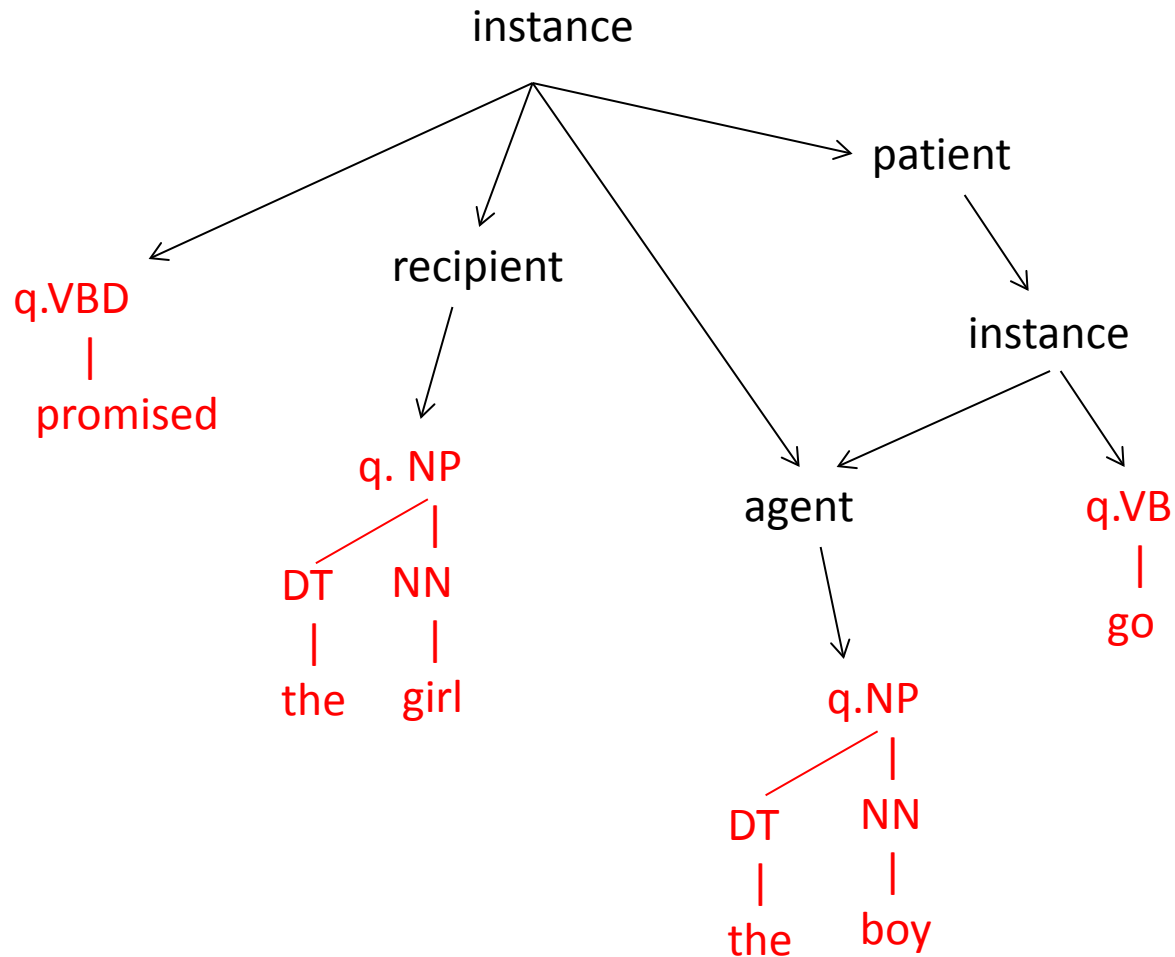 instance
patient
recipient
q.VBD
instance
promised
q. NP
agent
q.VB
DT NN
go
the girl
q.NP
DT NN
the boy